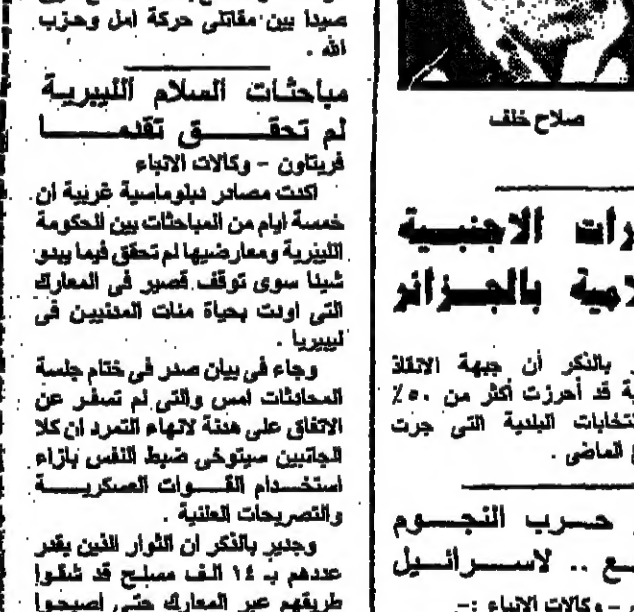 صيدا بين مقاتلي حركة امل وحزب
الله .
مباحثات السلام الليبرية
لم تحقق تقدما
فريتاون - وكالات الانباء
اكدت مصادر دبلوماسية غربية ان
خمسة ايام من المباحثات بين الحكومة
الليبرية ومعارضيها لم تحقق فيما يبدو
شيئا سوى توقف قصير في المعارك
التي اودت بحياة مئات المدنيين في
ليبيريا .
وجاء في بيان صدر في ختام جلسة
المحادثات امس والتي لم تسفر عن
الاتفاق على هدنة لانهاء التمرد ان كلا
الجانبين سيتوخى ضبط النفس بازاء
استخدام القوات العسكرية
والتصريحات العلنية .
وجدير بالذكر ان الثوار الذين يقدر
عددهم بـ ١٤ الف مسلح قد شقوا
طريقهم عبر المعارك حتى اصبحوا
صلاح خلف
رات الاجنبية
لامية بالجزائر
بالذكر أن جبهة الانقاذ
ية قد أحرزت أكثر من ٥٠٪
تخابات البلدية التي جرت
الماضي .
حرب النجوم
ع .. لاسرائيل
- وكالات الانباء :-